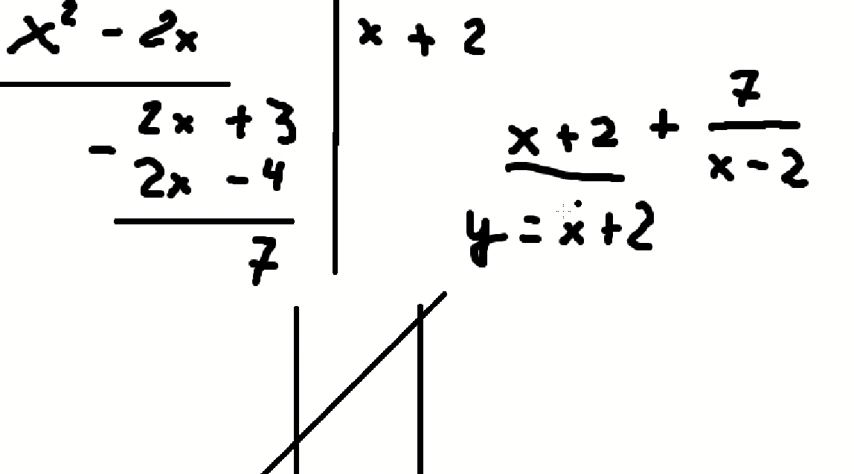 x² - 2x | x + 2
2x + 3
- 2x - 4
7
x + 2 + 7/(x - 2)
y = x + 2